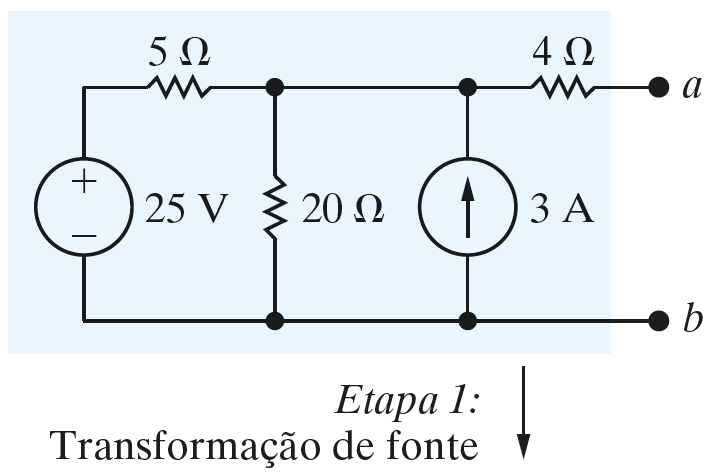 5 Ω
4 Ω
a
+
25 V
20 Ω
3 A
–
b
Etapa 1:
Transformação de fonte